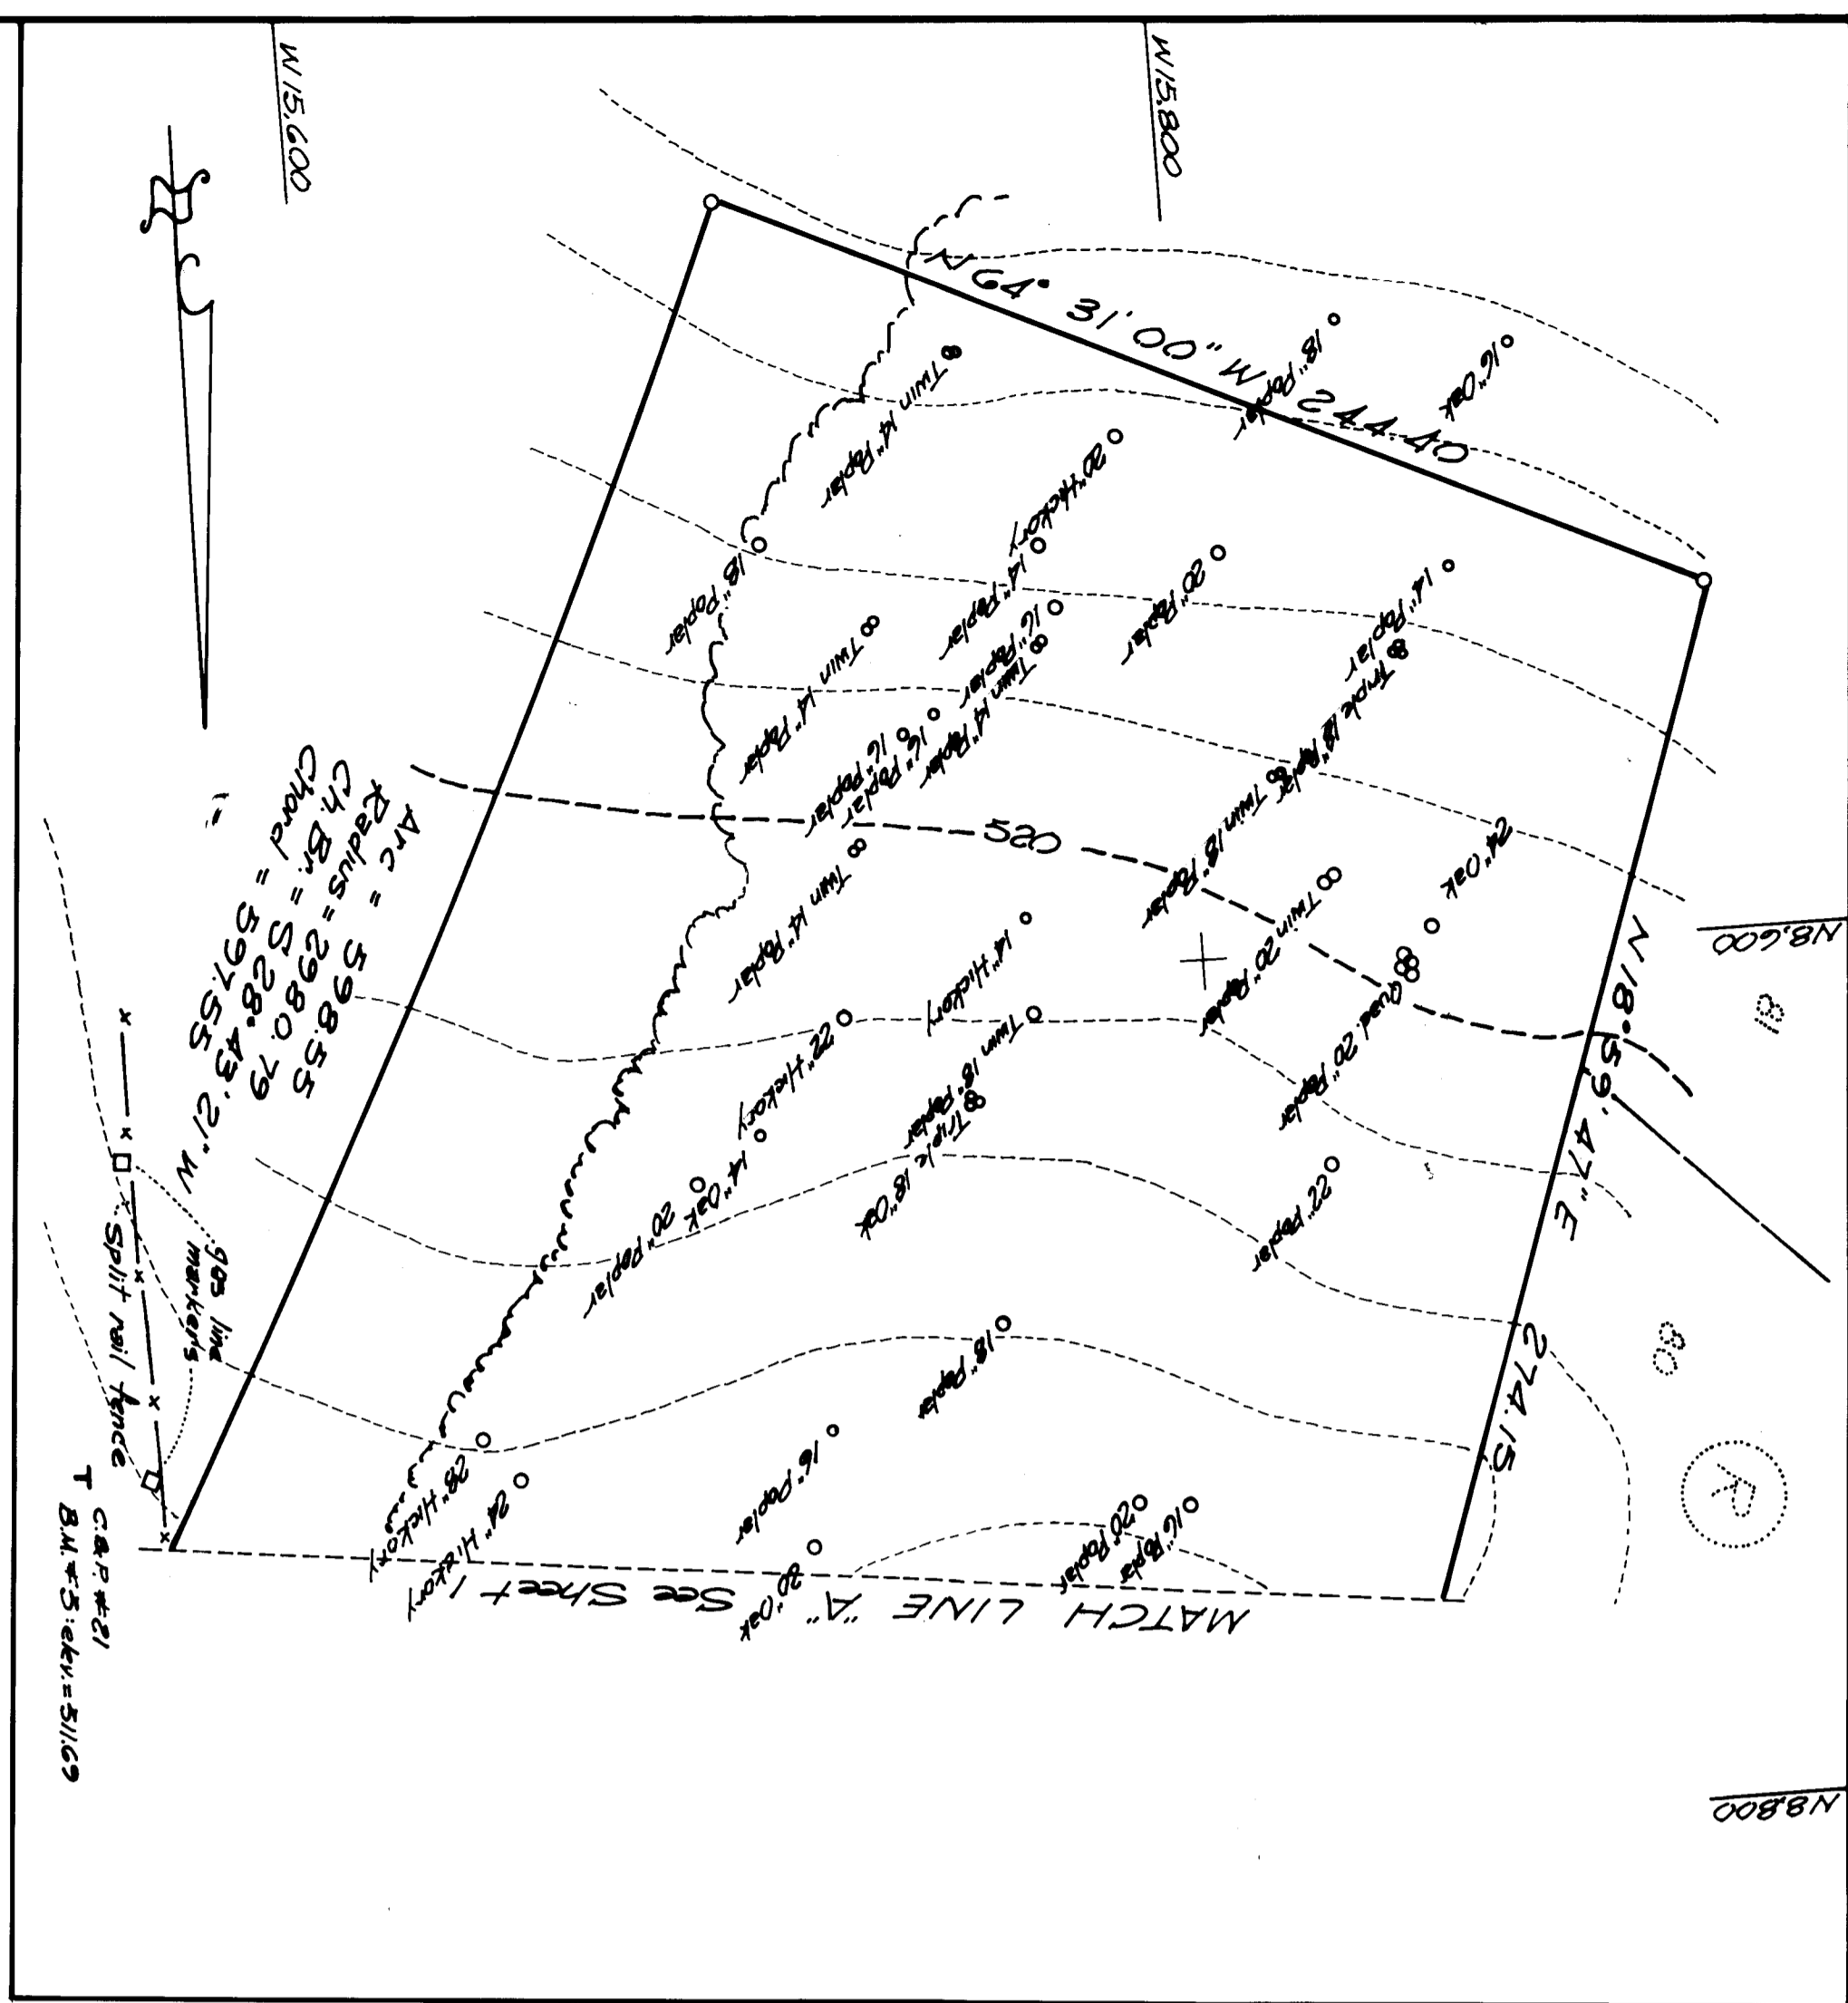 W15,600
W15,800
N 64° 31' 00" W 244.40
18" Poplar
16" Oak
Twin 14" Poplar
20" Hickory
18" Poplar
14" Poplar
20" Poplar
14" Poplar
16" Poplar
Twin 14" Poplar
Twin 14" Poplar
Triple 18" Poplar
16" Poplar
16" Poplar
Twin 18" Poplar
520
24" Oak
N8,600
Twin 14" Poplar
Twin 20" Poplar
14" Hickory
Quad. 20" Poplar
N 18° 59' 47" E
274.15
Arc = 598.55
Radius = 2980.79
Ch. Br. = S 28° 43' 21" W
Chord = 597.55
22" Hickory
Twin 18" Poplar
Triple 18" Oak
14" Oak
20" Poplar
22" Poplar
gas line
markers
Split rail fence
18" Poplar
16" Poplar
28" Hickory
24" Hickory
20" Oak
20" Poplar
16" Poplar
R
MATCH LINE "A" See Sheet 1
C.&P. #21
B.M.#5: elev.=511.69
N8,800